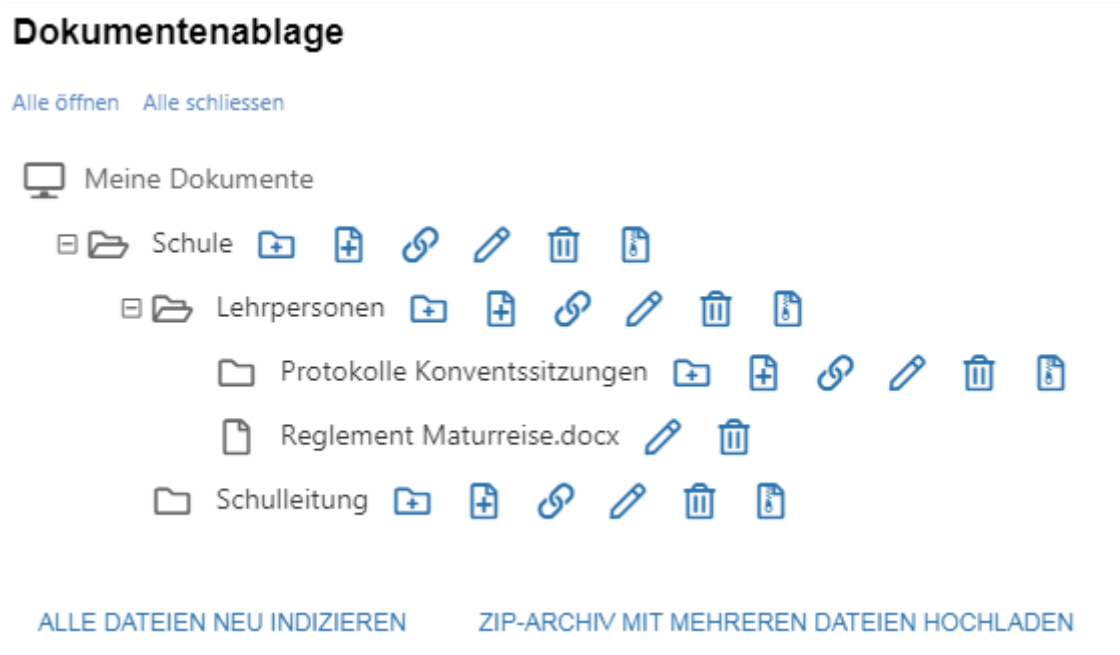 Dokumentenablage
Alle öffnen Alle schliessen
Meine Dokumente
Schule
Lehrpersonen
Protokolle Konventssitzungen
Reglement Maturreise.docx
Schulleitung
ALLE DATEIEN NEU INDIZIEREN ZIP-ARCHIV MIT MEHREREN DATEIEN HOCHLADEN